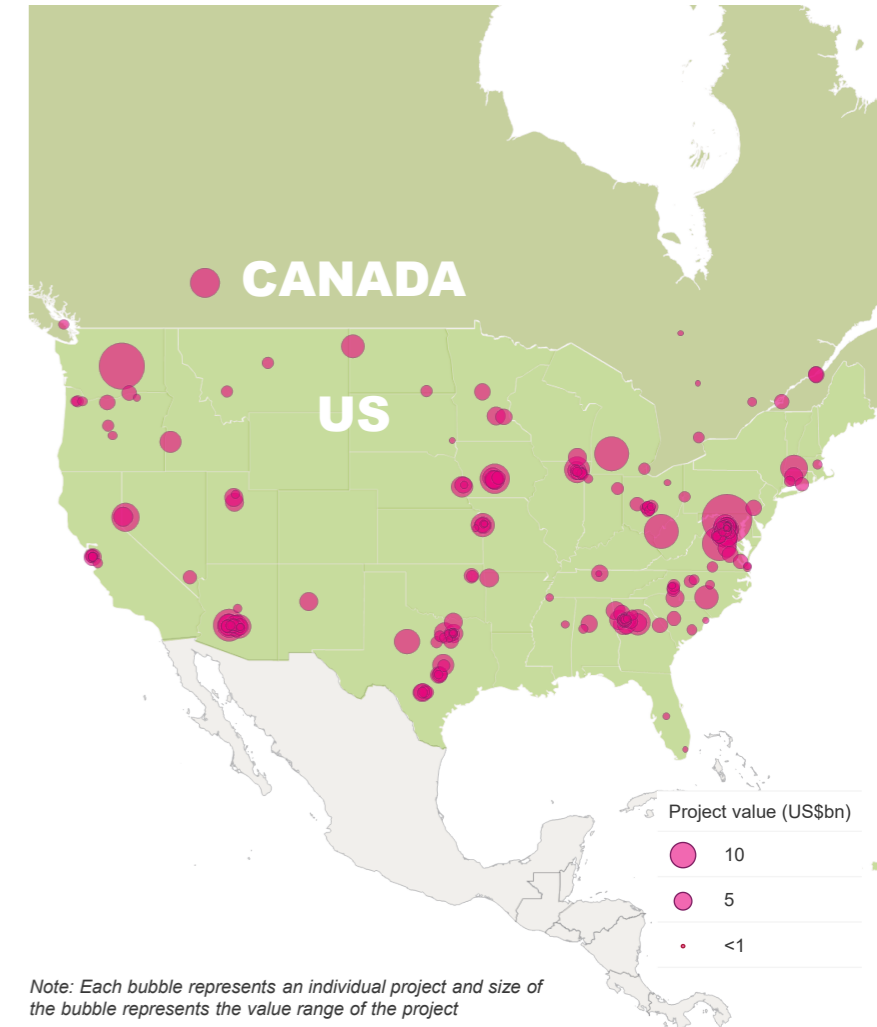 CANADA
US
Project value (US$bn)
10
5
<1
Note: Each bubble represents an individual project and size of
the bubble represents the value range of the project